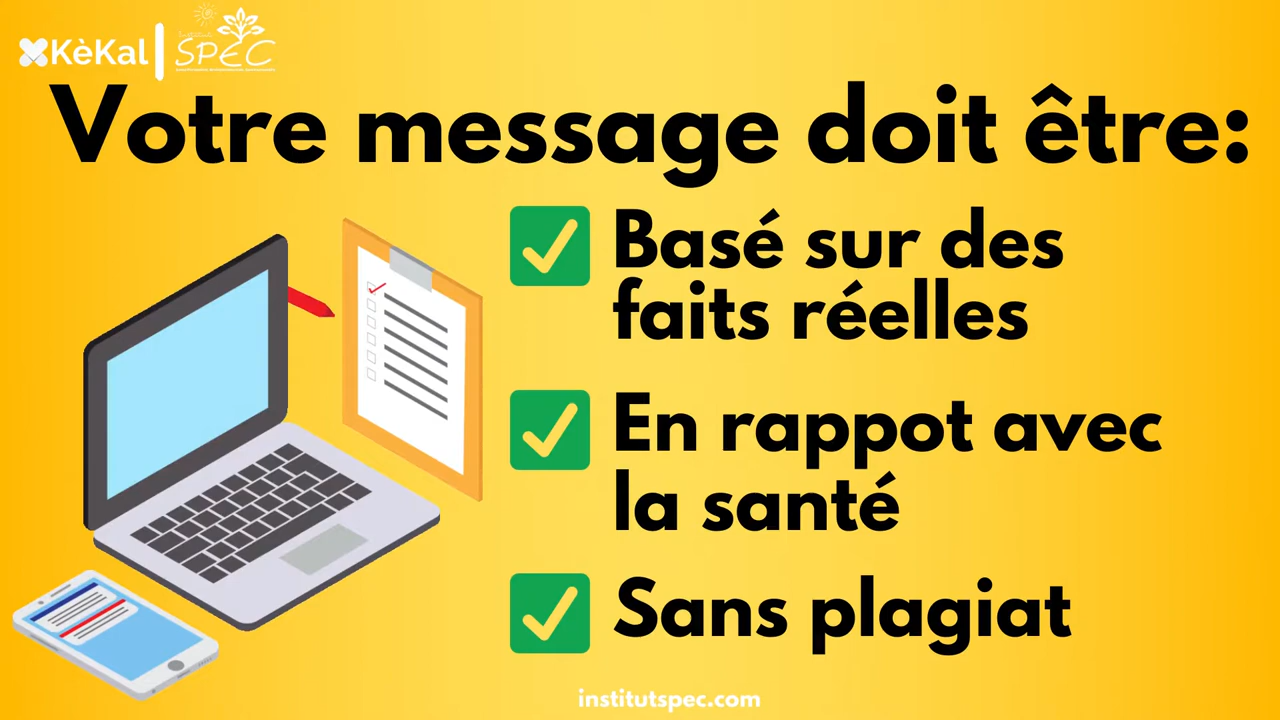 KèKal
SPEC
Votre message doit être:
Basé sur des
faits réelles
En rappot avec
la santé
Sans plagiat
institutspec.com